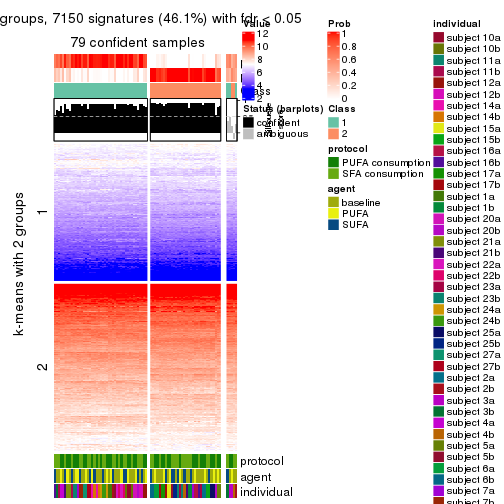 groups, 7150 signatures (46.1%) with fdr < 0.05
79 confident samples
k-means with 2 groups
1
2
protocol
agent
individual
Value
12
10
8
6
4
2
Status (barplots)
confident
ambiguous
Prob
1
0.8
0.6
0.4
0.2
0
Class
1
2
protocol
PUFA consumption
SFA consumption
agent
baseline
PUFA
SUFA
individual
subject 10a
subject 10b
subject 11a
subject 11b
subject 12a
subject 12b
subject 14a
subject 14b
subject 15a
subject 15b
subject 16a
subject 16b
subject 17a
subject 17b
subject 1a
subject 1b
subject 20a
subject 20b
subject 21a
subject 21b
subject 22a
subject 22b
subject 23a
subject 23b
subject 24a
subject 24b
subject 25a
subject 25b
subject 27a
subject 27b
subject 2a
subject 2b
subject 3a
subject 3b
subject 4a
subject 4b
subject 5a
subject 5b
subject 6a
subject 6b
subject 7a
subject 7b